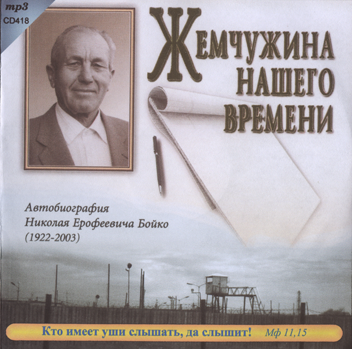 mp3
CD418
ЖЕМЧУЖИНА
НАШЕГО
ВРЕМЕНИ
Автобиография
Николая Ерофеевича Бойко
(1922-2003)
Кто имеет уши слышать, да слышит! Мф 11,15